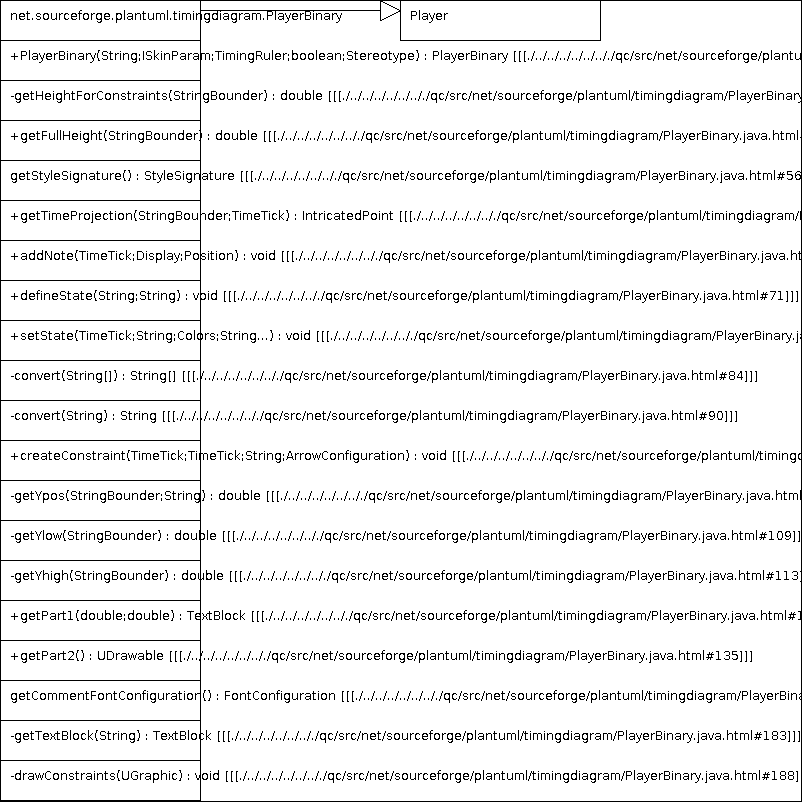 net.sourceforge.plantuml.timingdiagram.PlayerBinary
Player
+PlayerBinary(String;ISkinParam;TimingRuler;boolean;Stereotype) : PlayerBinary [[[./../../../../../../qc/src/net/sourceforge/plantu
-getHeightForConstraints(StringBounder) : double [[[./../../../../../../qc/src/net/sourceforge/plantuml/timingdiagram/PlayerBinary
+getFullHeight(StringBounder) : double [[[./../../../../../../qc/src/net/sourceforge/plantuml/timingdiagram/PlayerBinary.java.html
getStyleSignature() : StyleSignature [[[./../../../../../../qc/src/net/sourceforge/plantuml/timingdiagram/PlayerBinary.java.html#56
+getTimeProjection(StringBounder;TimeTick) : IntricatedPoint [[[./../../../../../../qc/src/net/sourceforge/plantuml/timingdiagram/
+addNote(TimeTick;Display;Position) : void [[[./../../../../../../qc/src/net/sourceforge/plantuml/timingdiagram/PlayerBinary.java.ht
+defineState(String;String) : void [[[./../../../../../../qc/src/net/sourceforge/plantuml/timingdiagram/PlayerBinary.java.html#71]]]
+setState(TimeTick;String;Colors;String...) : void [[[./../../../../../../qc/src/net/sourceforge/plantuml/timingdiagram/PlayerBinary.j
-convert(String[]) : String[] [[[./../../../../../../qc/src/net/sourceforge/plantuml/timingdiagram/PlayerBinary.java.html#84]]]
-convert(String) : String [[[./../../../../../../qc/src/net/sourceforge/plantuml/timingdiagram/PlayerBinary.java.html#90]]]
+createConstraint(TimeTick;TimeTick;String;ArrowConfiguration) : void [[[./../../../../../../qc/src/net/sourceforge/plantuml/timing
-getYpos(StringBounder;String) : double [[[./../../../../../../qc/src/net/sourceforge/plantuml/timingdiagram/PlayerBinary.java.html
-getYlow(StringBounder) : double [[[./../../../../../../qc/src/net/sourceforge/plantuml/timingdiagram/PlayerBinary.java.html#109]]
-getYhigh(StringBounder) : double [[[./../../../../../../qc/src/net/sourceforge/plantuml/timingdiagram/PlayerBinary.java.html#113]
+getPart1(double;double) : TextBlock [[[./../../../../../../qc/src/net/sourceforge/plantuml/timingdiagram/PlayerBinary.java.html#1
+getPart2() : UDrawable [[[./../../../../../../qc/src/net/sourceforge/plantuml/timingdiagram/PlayerBinary.java.html#135]]]
getCommentFontConfiguration() : FontConfiguration [[[./../../../../../../qc/src/net/sourceforge/plantuml/timingdiagram/PlayerBina
-getTextBlock(String) : TextBlock [[[./../../../../../../qc/src/net/sourceforge/plantuml/timingdiagram/PlayerBinary.java.html#183]]]
-drawConstraints(UGraphic) : void [[[./../../../../../../qc/src/net/sourceforge/plantuml/timingdiagram/PlayerBinary.java.html#188]